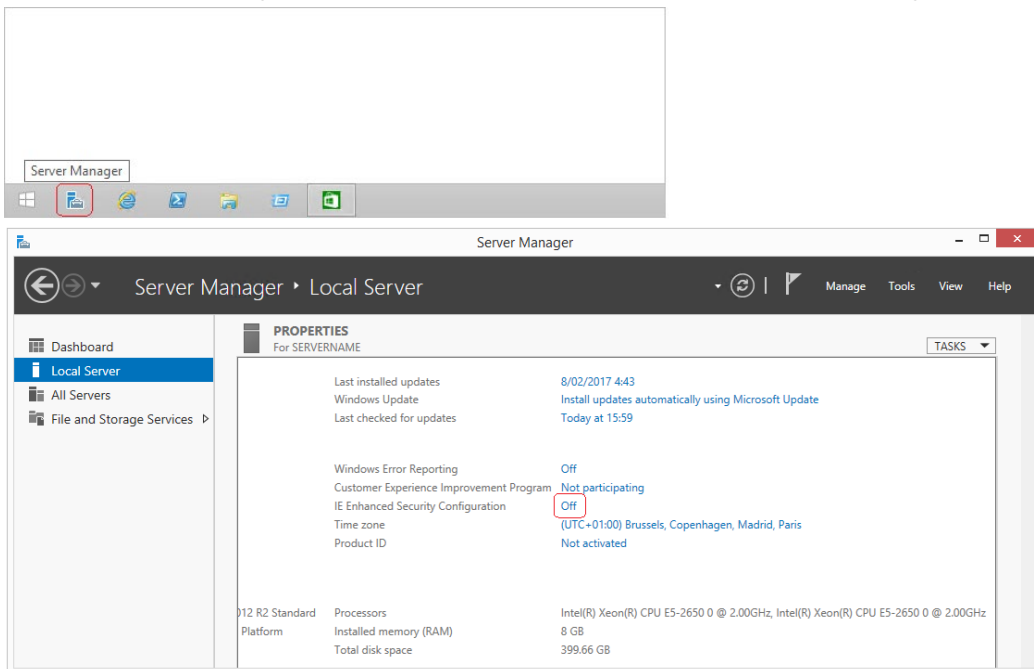 Server Manager
Server Manager
Server Manager Local Server
Manage Tools View Help
Dashboard
Local Server
All Servers
File and Storage Services
PROPERTIES
For SERVERNAME
TASKS
Last installed updates 8/02/2017 4:43
Windows Update Install updates automatically using Microsoft Update
Last checked for updates Today at 15:59
Windows Error Reporting Off
Customer Experience Improvement Program Not participating
IE Enhanced Security Configuration Off
Time zone (UTC+01:00) Brussels, Copenhagen, Madrid, Paris
Product ID Not activated
012 R2 Standard Processors Intel(R) Xeon(R) CPU E5-2650 0 @ 2.00GHz, Intel(R) Xeon(R) CPU E5-2650 0 @ 2.00GHz
Platform Installed memory (RAM) 8 GB
Total disk space 399.66 GB